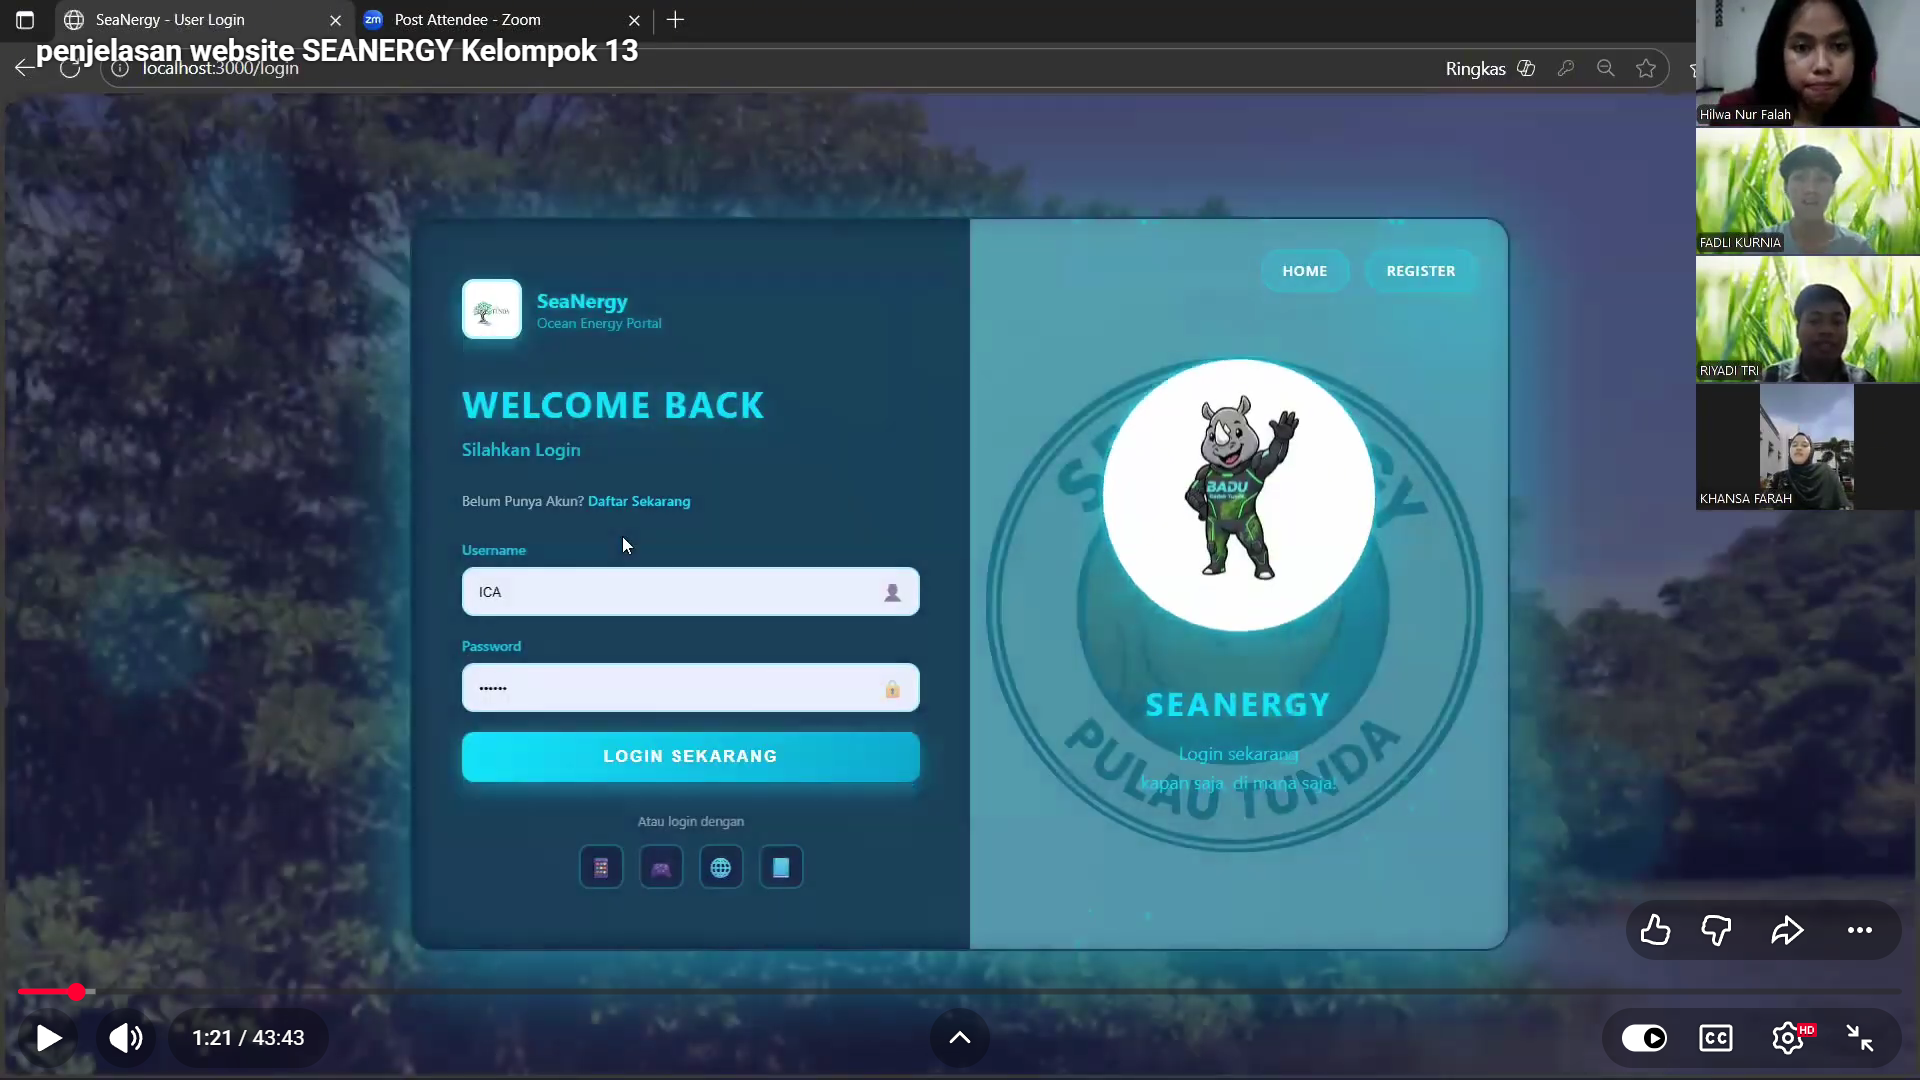 SeaNergy - User Login
Post Attendee - Zoom
zm
penjelasan website SEANERGY Kelompok 13
localhost:3000/login
Ringkas
Hilwa Nur Falah
FADLI KURNIA
RIYADI TRI
KHANSA FARAH
HOME
REGISTER
SeaNergy
Ocean Energy Portal
WELCOME BACK
Silahkan Login
Belum Punya Akun? Daftar Sekarang
Username
ICA
Password
••••••
LOGIN SEKARANG
Atau login dengan
BADU
SEANERGY
Login sekarang
kapan saja, di mana saja!
PULAU TUNDA
1:21 / 43:43
CC
HD